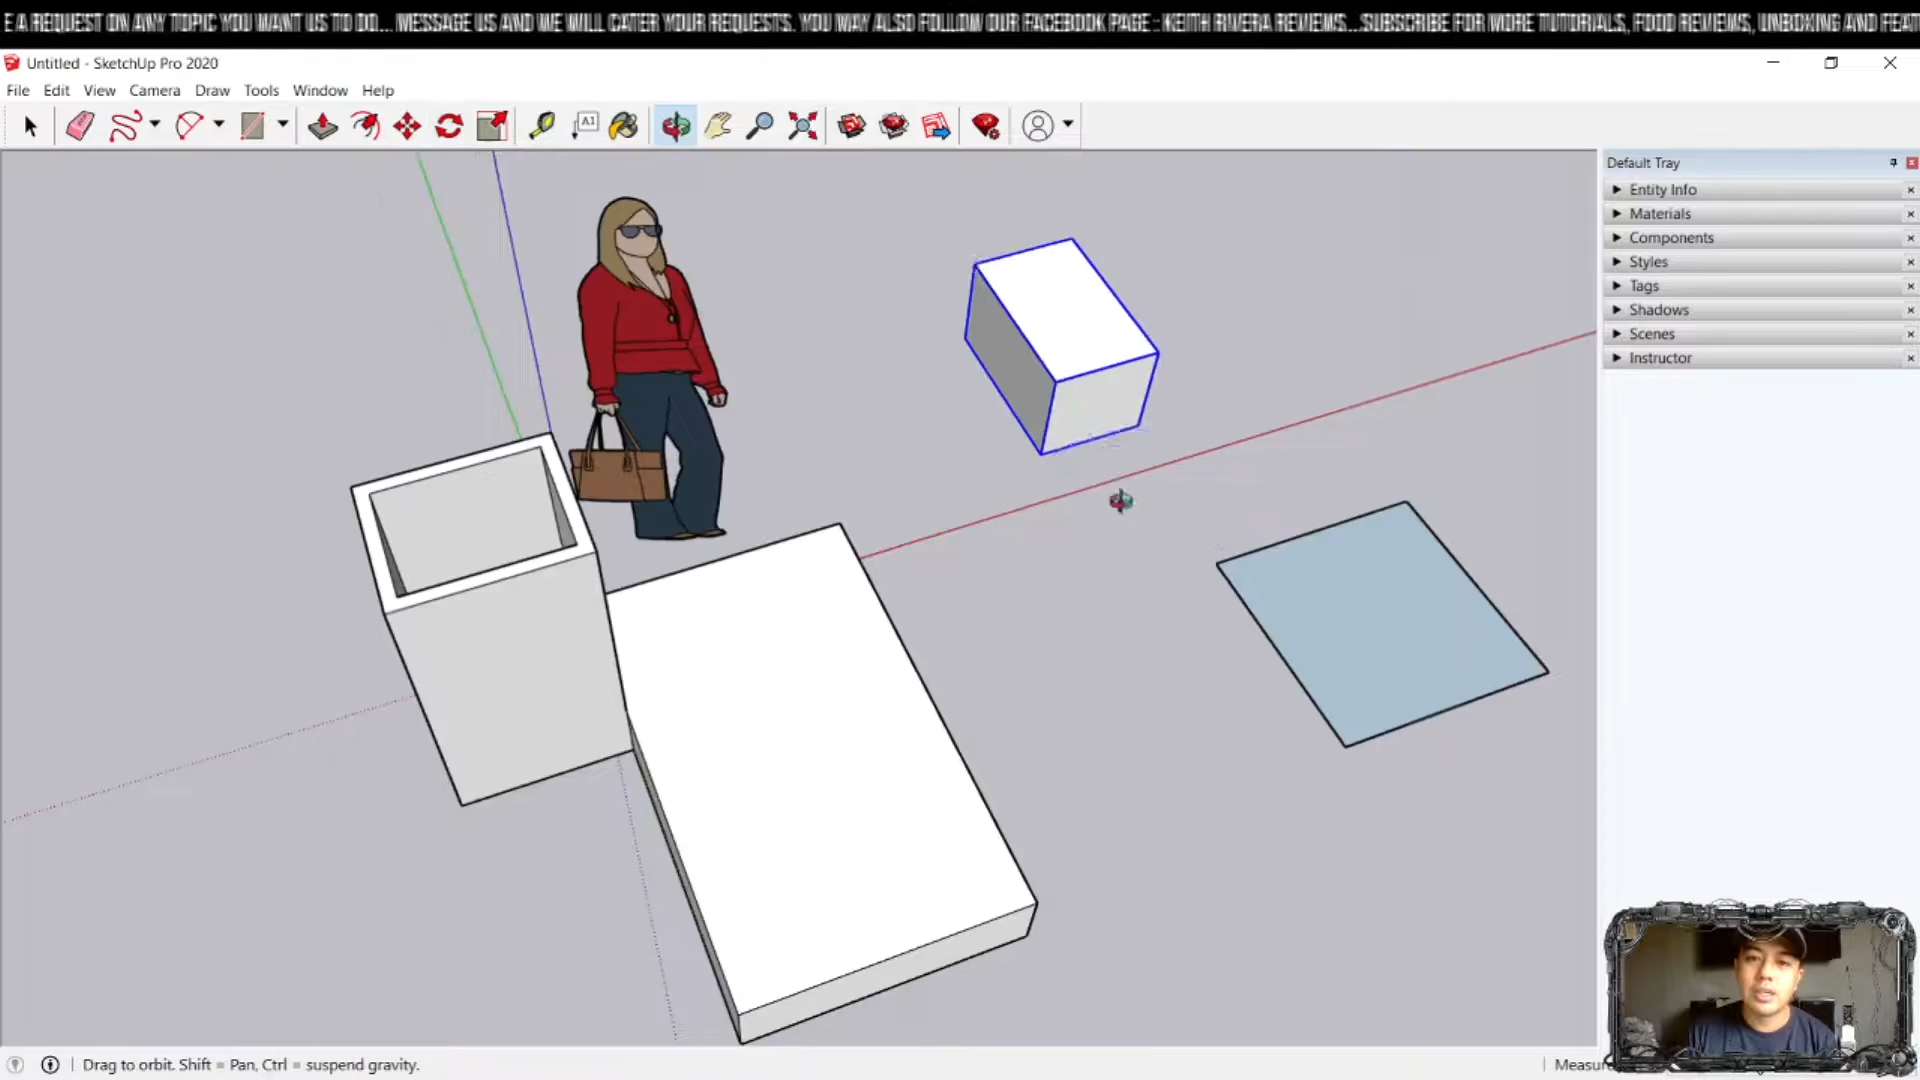 E A REQUEST ON ANY TOPIC YOU WANT US TO DO... MESSAGE US AND WE WILL CATER YOUR REQUESTS. YOU MAY ALSO FOLLOW OUR FACEBOOK PAGE : KEITH RIVERA REVIEWS...SUBSCRIBE FOR MORE TUTORIALS, FOOD REVIEWS, UNBOXING AND FEAT
Untitled - SketchUp Pro 2020
File Edit View Camera Draw Tools Window Help
A1
Default Tray
Entity Info
Materials
Components
Styles
Tags
Shadows
Scenes
Instructor
Drag to orbit. Shift = Pan, Ctrl = suspend gravity.
Measur